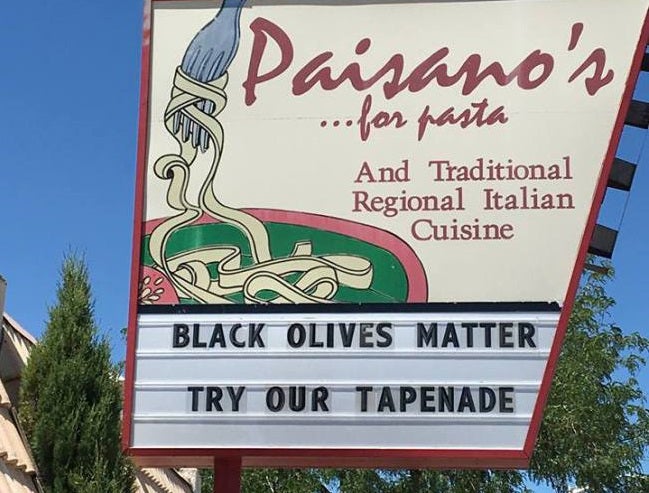 Paisano's
...for pasta
And Traditional
Regional Italian
Cuisine
BLACK OLIVES MATTER
TRY OUR TAPENADE